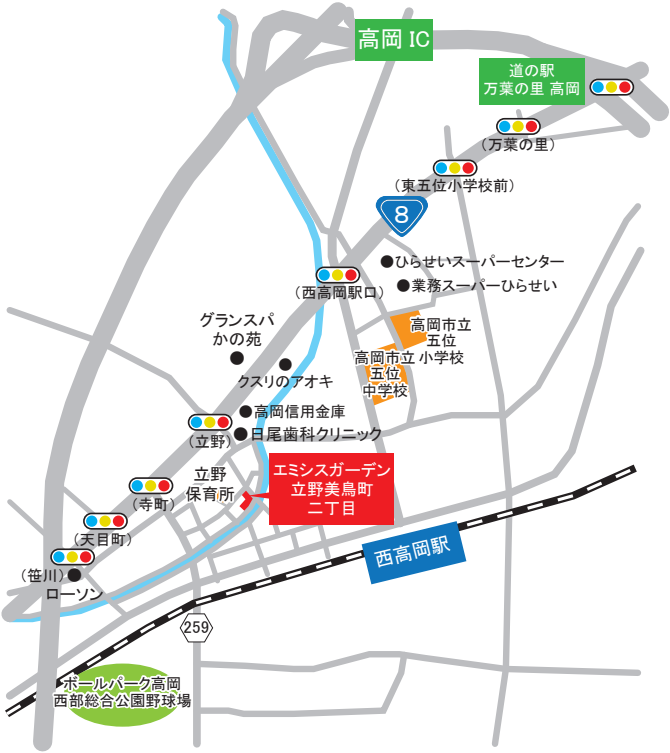 高岡 IC
道の駅
万葉の里 高岡
(万葉の里)
(東五位小学校前)
8
ひらせいスーパーセンター
(西高岡駅口)
業務スーパーひらせい
グランスパ
かの苑
高岡市立
五位
小学校
高岡市立
五位
中学校
クスリのアオキ
高岡信用金庫
(立野)
日尾歯科クリニック
立野
保育所
エミシスガーデン
立野美鳥町
二丁目
(寺町)
(天目町)
西高岡駅
(笹川)
ローソン
259
ボールパーク高岡
西部総合公園野球場